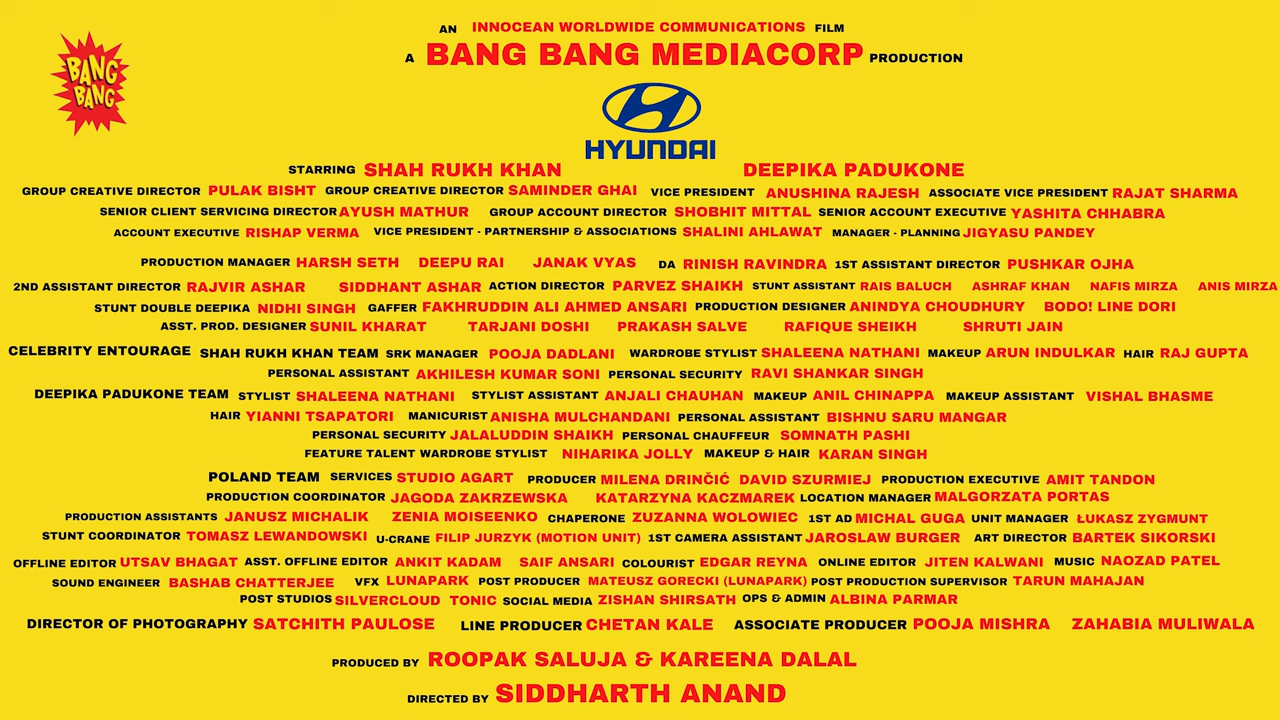 AN INNOCEAN WORLDWIDE COMMUNICATIONS FILM
A BANG BANG MEDIACORP PRODUCTION
BANG BANG
HYUNDAI
STARRING SHAH RUKH KHAN DEEPIKA PADUKONE
GROUP CREATIVE DIRECTOR PULAK BISHT GROUP CREATIVE DIRECTOR SAMINDER GHAI VICE PRESIDENT ANUSHINA RAJESH ASSOCIATE VICE PRESIDENT RAJAT SHARMA
SENIOR CLIENT SERVICING DIRECTOR AYUSH MATHUR GROUP ACCOUNT DIRECTOR SHOBHIT MITTAL SENIOR ACCOUNT EXECUTIVE YASHITA CHHABRA
ACCOUNT EXECUTIVE RISHAP VERMA VICE PRESIDENT - PARTNERSHIP & ASSOCIATIONS SHALINI AHLAWAT MANAGER - PLANNING JIGYASU PANDEY
PRODUCTION MANAGER HARSH SETH DEEPU RAI JANAK VYAS DA RINISH RAVINDRA 1ST ASSISTANT DIRECTOR PUSHKAR OJHA
2ND ASSISTANT DIRECTOR RAJVIR ASHAR SIDDHANT ASHAR ACTION DIRECTOR PARVEZ SHAIKH STUNT ASSISTANT RAIS BALUCH ASHRAF KHAN NAFIS MIRZA ANIS MIRZA
STUNT DOUBLE DEEPIKA NIDHI SINGH GAFFER FAKHRUDDIN ALI AHMED ANSARI PRODUCTION DESIGNER ANINDYA CHOUDHURY BODO! LINE DORI
ASST. PROD. DESIGNER SUNIL KHARAT TARJANI DOSHI PRAKASH SALVE RAFIQUE SHEIKH SHRUTI JAIN
CELEBRITY ENTOURAGE SHAH RUKH KHAN TEAM SRK MANAGER POOJA DADLANI WARDROBE STYLIST SHALEENA NATHANI MAKEUP ARUN INDULKAR HAIR RAJ GUPTA
PERSONAL ASSISTANT AKHILESH KUMAR SONI PERSONAL SECURITY RAVI SHANKAR SINGH
DEEPIKA PADUKONE TEAM STYLIST SHALEENA NATHANI STYLIST ASSISTANT ANJALI CHAUHAN MAKEUP ANIL CHINAPPA MAKEUP ASSISTANT VISHAL BHASME
HAIR YIANNI TSAPATORI MANICURIST ANISHA MULCHANDANI PERSONAL ASSISTANT BISHNU SARU MANGAR
PERSONAL SECURITY JALALUDDIN SHAIKH PERSONAL CHAUFFEUR SOMNATH PASHI
FEATURE TALENT WARDROBE STYLIST NIHARIKA JOLLY MAKEUP & HAIR KARAN SINGH
POLAND TEAM SERVICES STUDIO AGART PRODUCER MILENA DRINČIĆ DAVID SZURMIEJ PRODUCTION EXECUTIVE AMIT TANDON
PRODUCTION COORDINATOR JAGODA ZAKRZEWSKA KATARZYNA KACZMAREK LOCATION MANAGER MALGORZATA PORTAS
PRODUCTION ASSISTANTS JANUSZ MICHALIK ZENIA MOISEENKO CHAPERONE ZUZANNA WOLOWIEC 1ST AD MICHAL GUGA UNIT MANAGER ŁUKASZ ZYGMUNT
STUNT COORDINATOR TOMASZ LEWANDOWSKI U-CRANE FILIP JURZYK (MOTION UNIT) 1ST CAMERA ASSISTANT JAROSLAW BURGER ART DIRECTOR BARTEK SIKORSKI
OFFLINE EDITOR UTSAV BHAGAT ASST. OFFLINE EDITOR ANKIT KADAM SAIF ANSARI COLOURIST EDGAR REYNA ONLINE EDITOR JITEN KALWANI MUSIC NAOZAD PATEL
SOUND ENGINEER BASHAB CHATTERJEE VFX LUNAPARK POST PRODUCER MATEUSZ GORECKI (LUNAPARK) POST PRODUCTION SUPERVISOR TARUN MAHAJAN
POST STUDIOS SILVERCLOUD TONIC SOCIAL MEDIA ZISHAN SHIRSATH OPS & ADMIN ALBINA PARMAR
DIRECTOR OF PHOTOGRAPHY SATCHITH PAULOSE LINE PRODUCER CHETAN KALE ASSOCIATE PRODUCER POOJA MISHRA ZAHABIA MULIWALA
PRODUCED BY ROOPAK SALUJA & KAREENA DALAL
DIRECTED BY SIDDHARTH ANAND